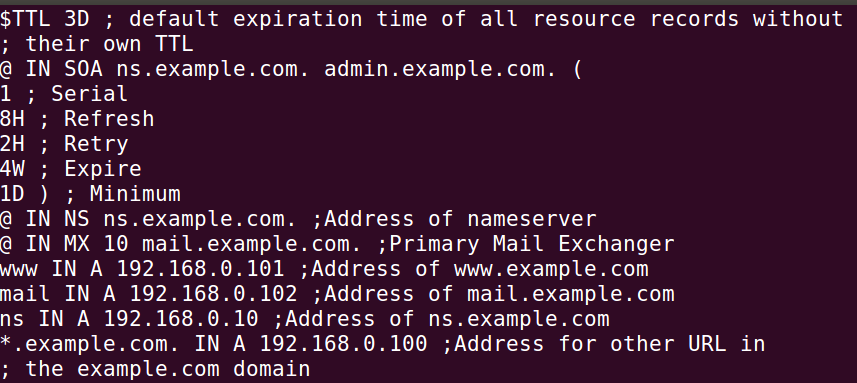 $TTL 3D ; default expiration time of all resource records without
; their own TTL
@ IN SOA ns.example.com. admin.example.com. (
1 ; Serial
8H ; Refresh
2H ; Retry
4W ; Expire
1D ) ; Minimum
@ IN NS ns.example.com. ;Address of nameserver
@ IN MX 10 mail.example.com. ;Primary Mail Exchanger
www IN A 192.168.0.101 ;Address of www.example.com
mail IN A 192.168.0.102 ;Address of mail.example.com
ns IN A 192.168.0.10 ;Address of ns.example.com
*.example.com. IN A 192.168.0.100 ;Address for other URL in
; the example.com domain